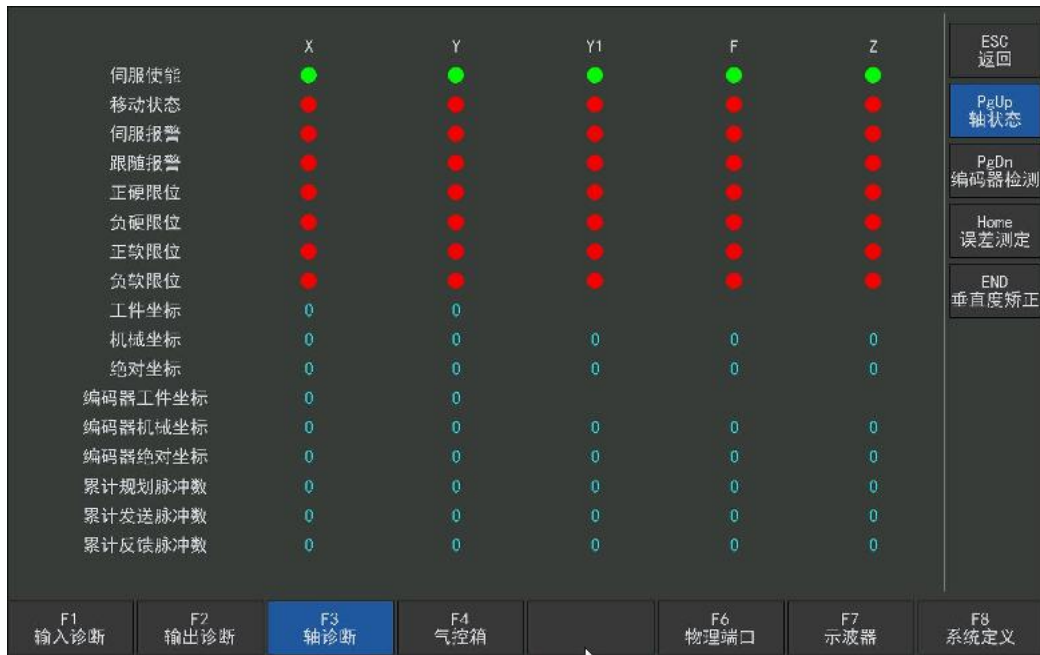 X Y Y1 F Z
伺服使能
移动状态
伺服报警
跟随报警
正硬限位
负硬限位
正软限位
负软限位
工件坐标 0 0
机械坐标 0 0 0 0 0
绝对坐标 0 0 0 0 0
编码器工件坐标 0 0
编码器机械坐标 0 0 0 0 0
编码器绝对坐标 0 0 0 0 0
累计规划脉冲数 0 0 0 0 0
累计发送脉冲数 0 0 0 0 0
累计反馈脉冲数 0 0 0 0 0
ESC
返回
PgUp
轴状态
PgDn
编码器检测
Home
误差测定
END
垂直度矫正
F1
输入诊断
F2
输出诊断
F3
轴诊断
F4
气控箱
F6
物理端口
F7
示波器
F8
系统定义